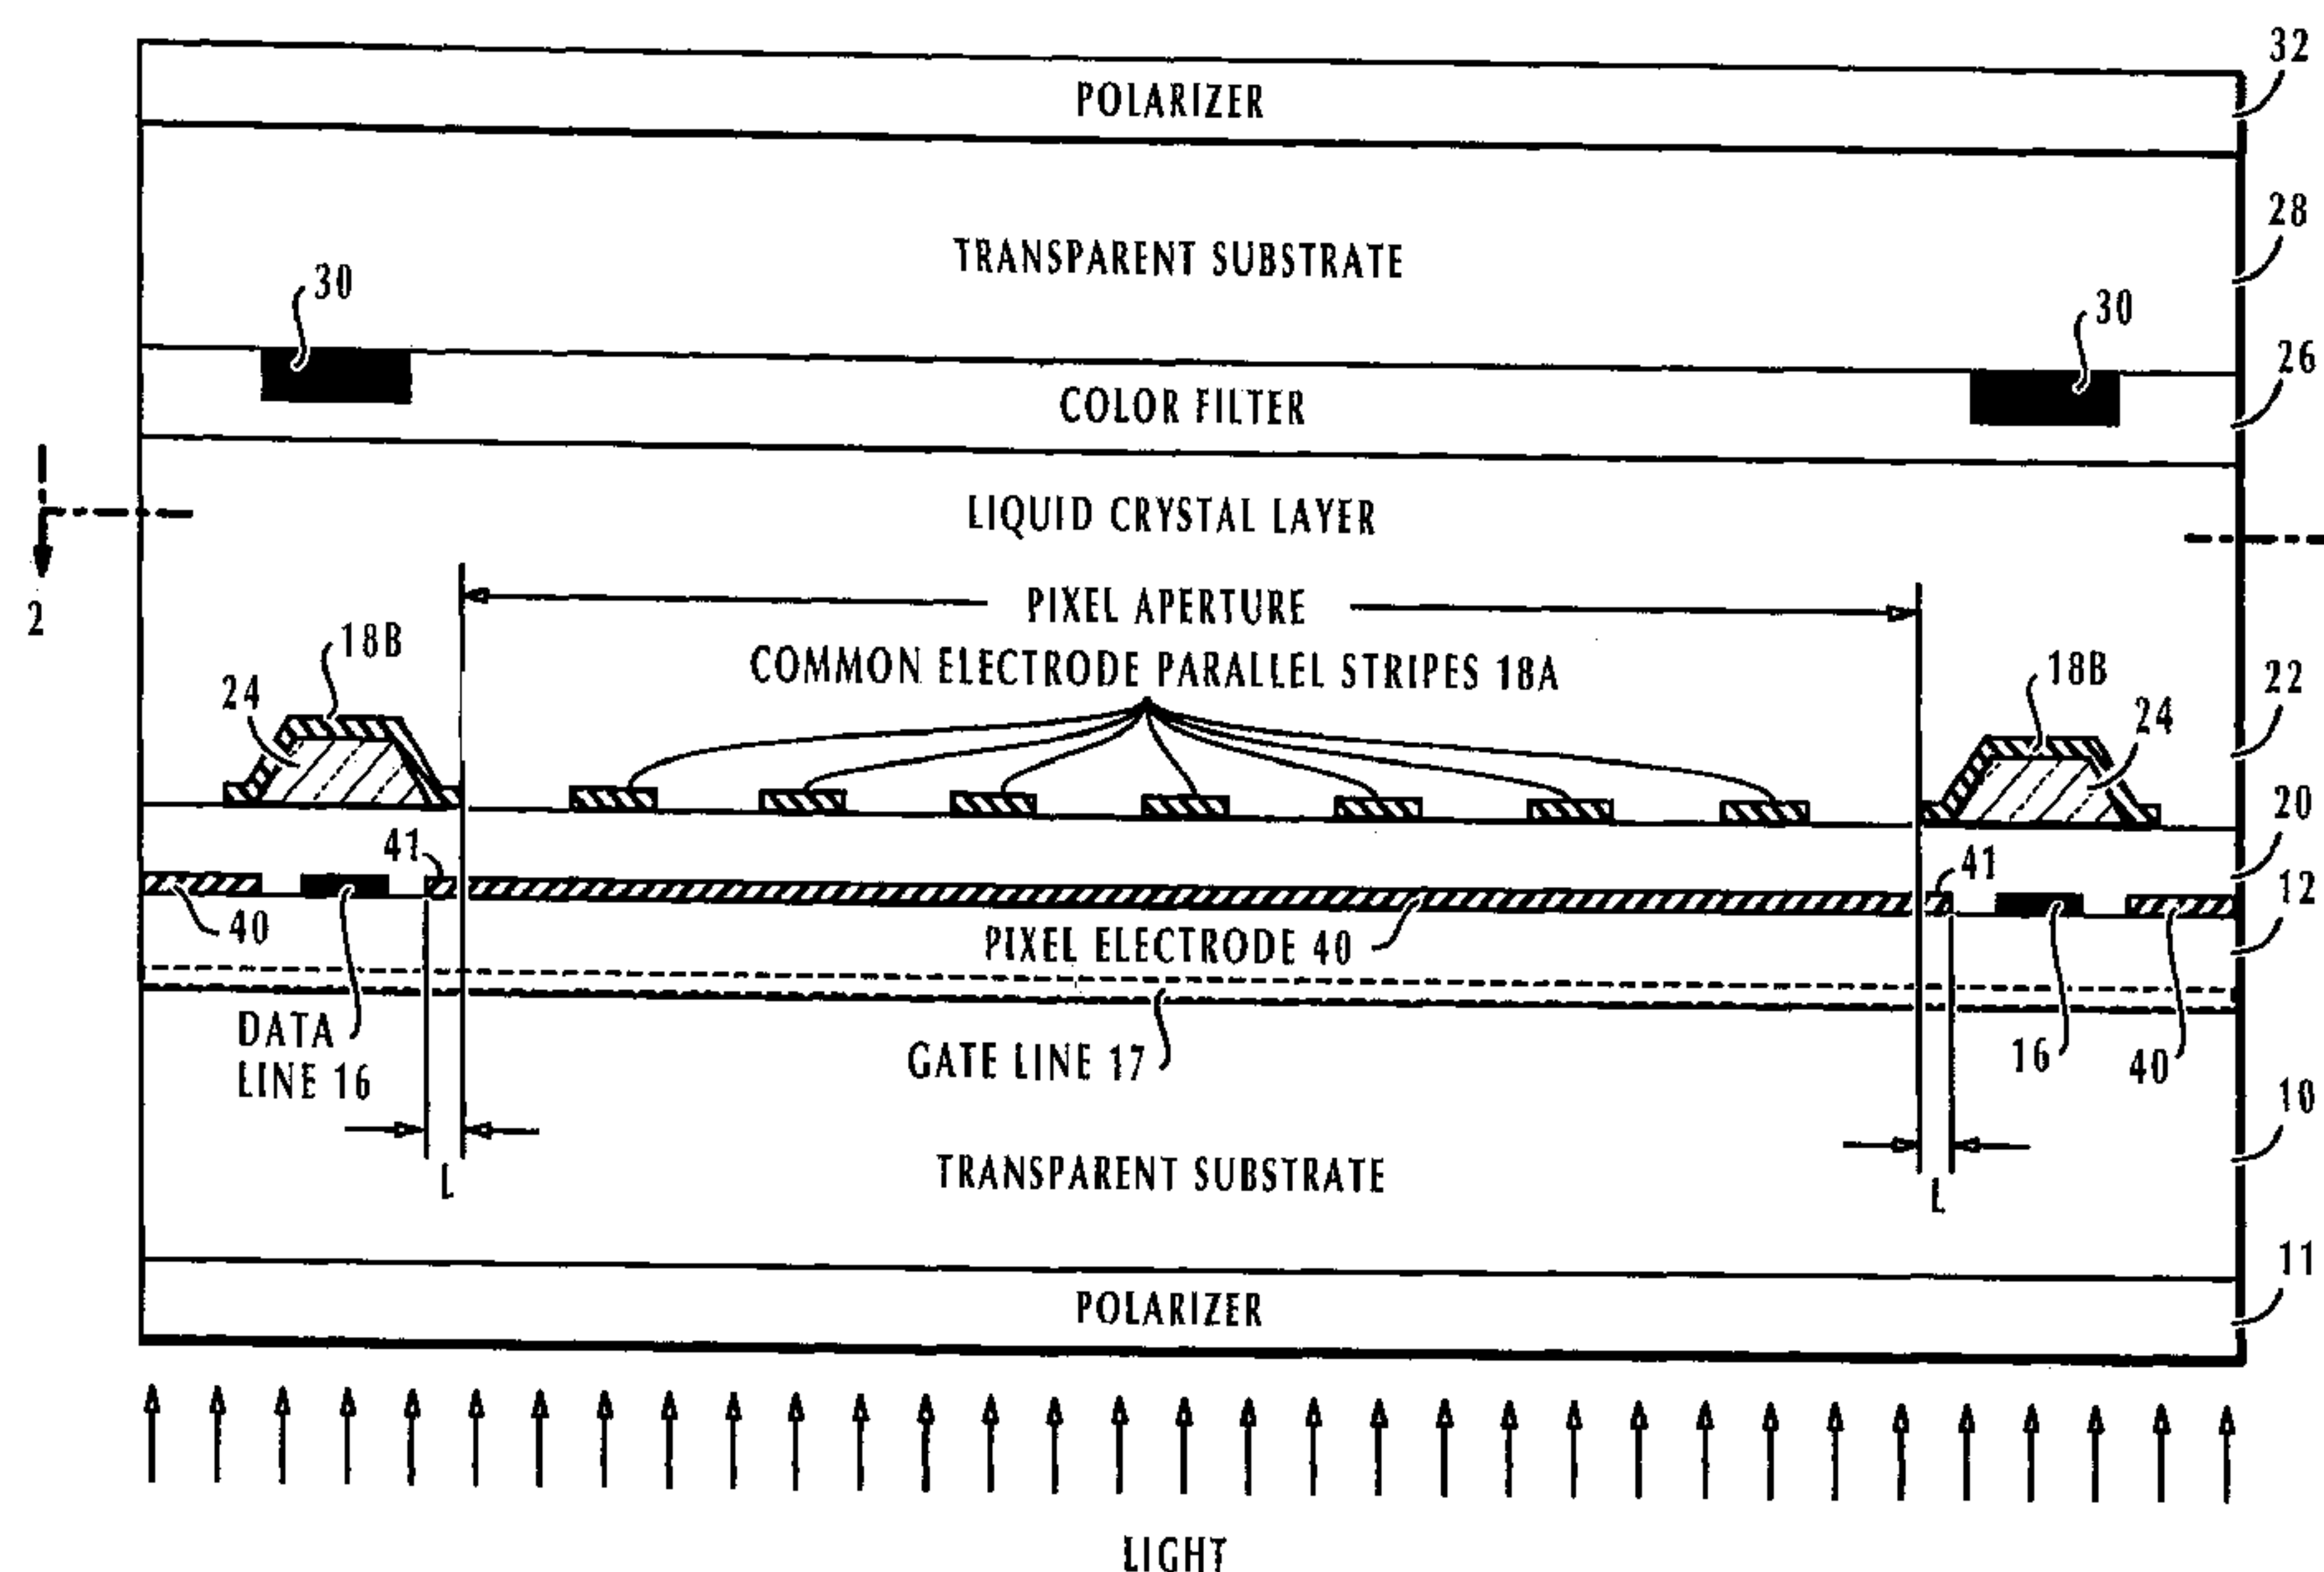 32
POLARIZER
28
TRANSPARENT SUBSTRATE
30
30
26
COLOR FILTER
LIQUID CRYSTAL LAYER
2
PIXEL APERTURE
18B
COMMON ELECTRODE PARALLEL STRIPES 18A
18B
22
24
24
20
41
41
12
40
PIXEL ELECTRODE 40
DATA
LINE 16
GATE LINE 17
16
40
10
L
TRANSPARENT SUBSTRATE
L
11
POLARIZER
LIGHT